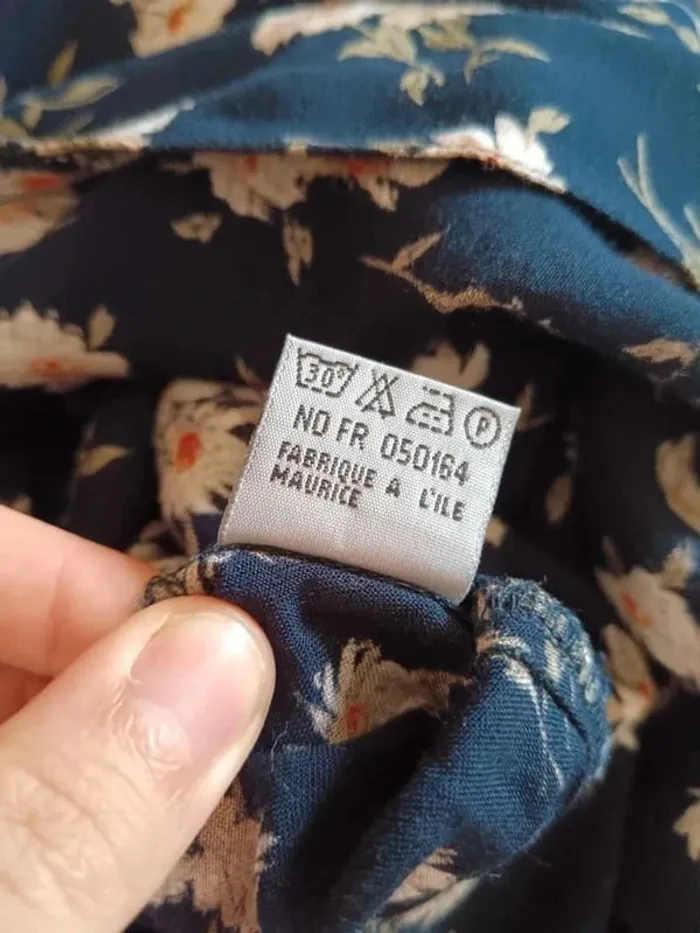 30°
P
NO FR 050164
FABRIQUE A L'ILE
MAURICE